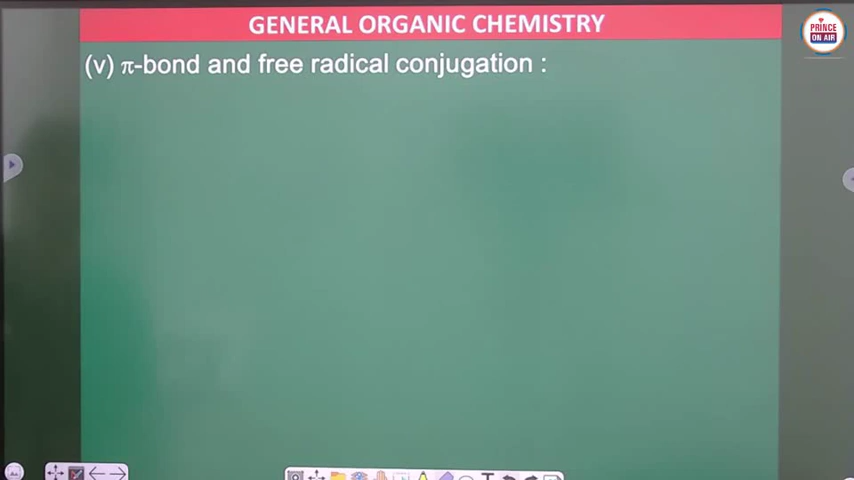 GENERAL ORGANIC CHEMISTRY
PRINCE
ON AIR
(v) π-bond and free radical conjugation :